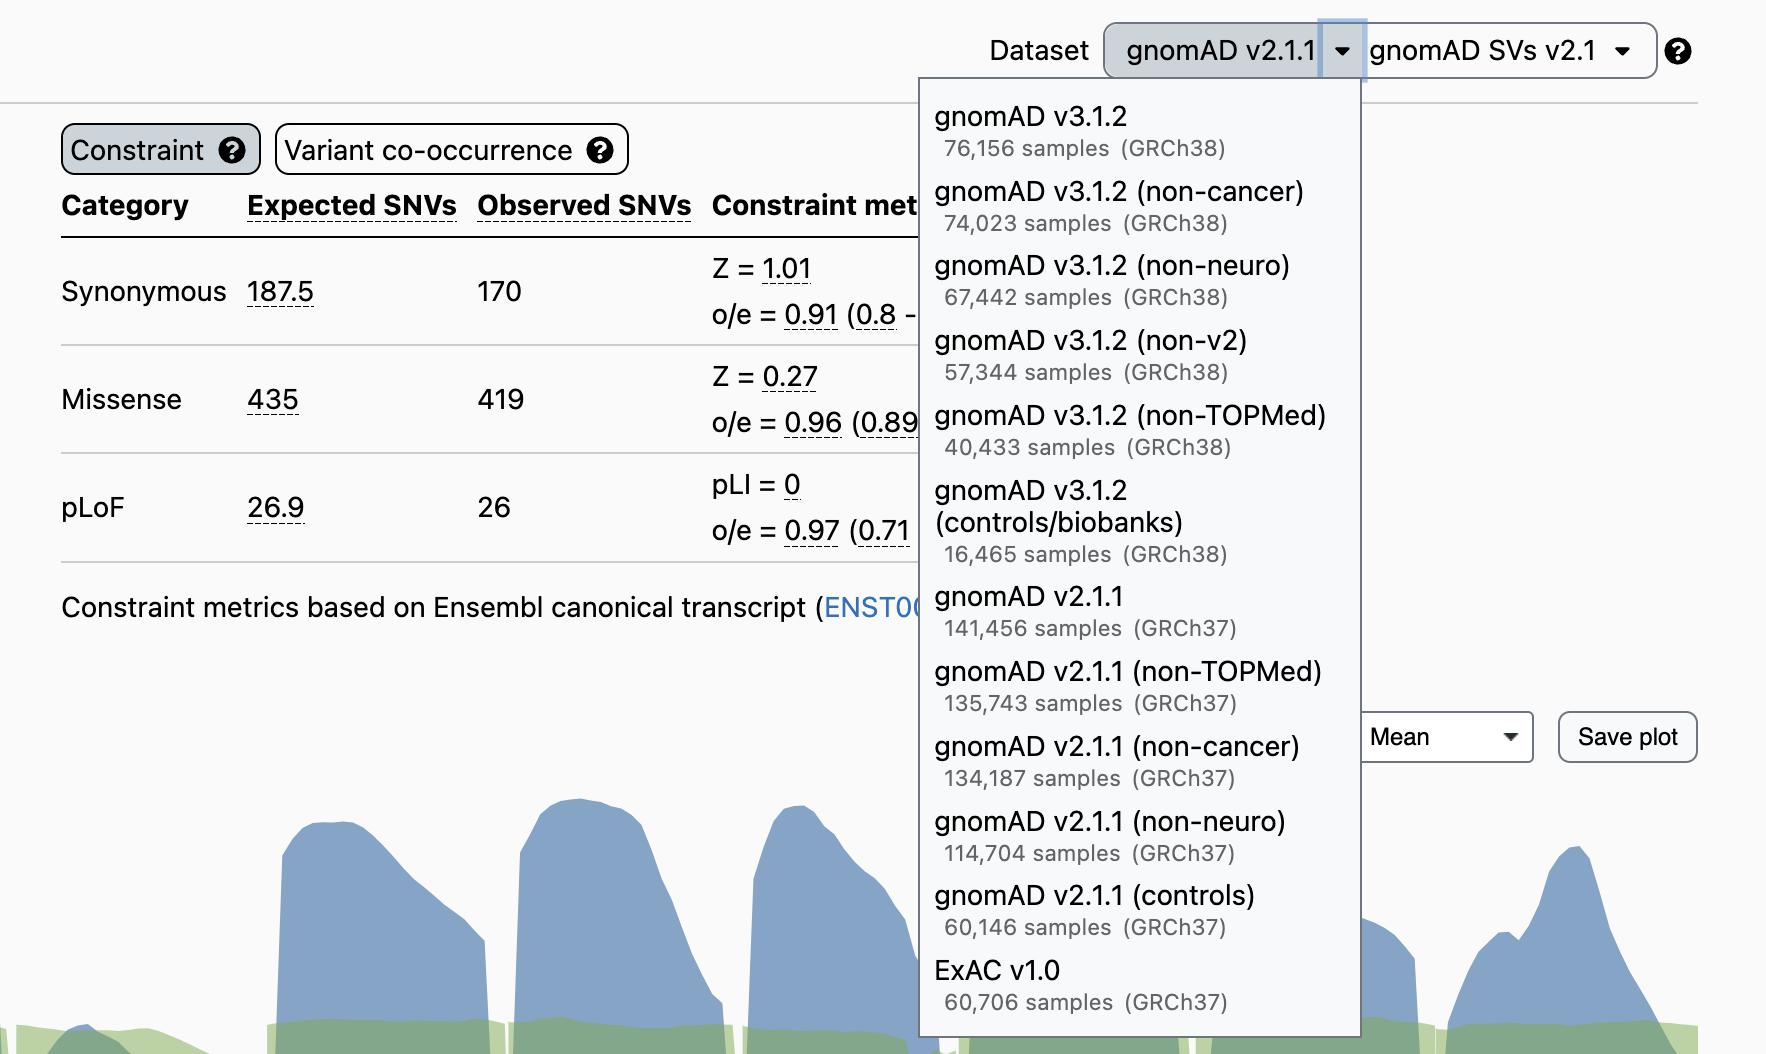 Dataset gnomAD v2.1.1 gnomAD SVs v2.1 ?
Constraint ? Variant co-occurrence ?
Category Expected SNVs Observed SNVs Constraint met
Synonymous 187.5 170 Z = 1.01
o/e = 0.91 (0.8 -
Missense 435 419 Z = 0.27
o/e = 0.96 (0.89
pLoF 26.9 26 pLI = 0
o/e = 0.97 (0.71
Constraint metrics based on Ensembl canonical transcript (ENST00
gnomAD v3.1.2
76,156 samples (GRCh38)
gnomAD v3.1.2 (non-cancer)
74,023 samples (GRCh38)
gnomAD v3.1.2 (non-neuro)
67,442 samples (GRCh38)
gnomAD v3.1.2 (non-v2)
57,344 samples (GRCh38)
gnomAD v3.1.2 (non-TOPMed)
40,433 samples (GRCh38)
gnomAD v3.1.2
(controls/biobanks)
16,465 samples (GRCh38)
gnomAD v2.1.1
141,456 samples (GRCh37)
gnomAD v2.1.1 (non-TOPMed)
135,743 samples (GRCh37)
gnomAD v2.1.1 (non-cancer)
134,187 samples (GRCh37)
gnomAD v2.1.1 (non-neuro)
114,704 samples (GRCh37)
gnomAD v2.1.1 (controls)
60,146 samples (GRCh37)
ExAC v1.0
60,706 samples (GRCh37)
Mean Save plot